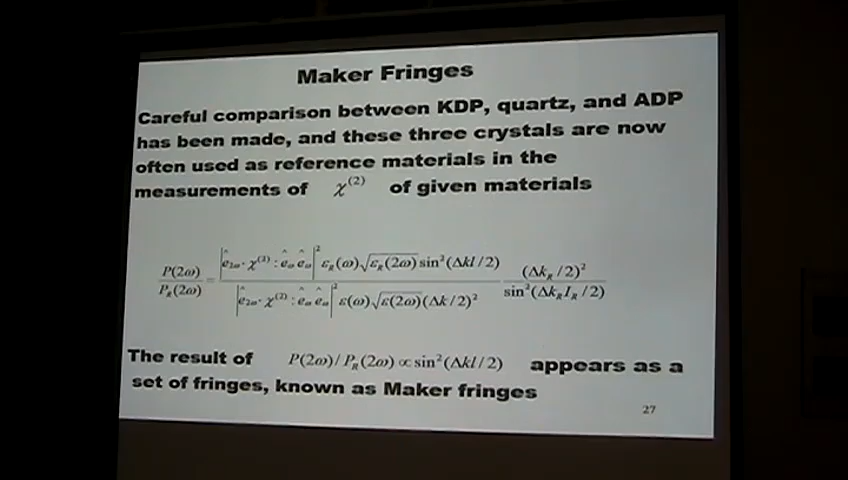 Maker Fringes
Careful comparison between KDP, quartz, and ADP
has been made, and these three crystals are now
often used as reference materials in the
measurements of χ⁽²⁾ of given materials
P(2ω)/P_R(2ω) = |ê_2ω · χ⁽²⁾ : ê_ω ê_ω|² ε_R(ω)√ε_R(2ω) sin²(Δkl/2) / |ê_2ω · χ⁽²⁾ : ê_ω ê_ω|² ε(ω)√ε(2ω)(Δk/2)² (Δk_R/2)² / sin²(Δk_R I_R/2)
The result of P(2ω)/P_R(2ω) ∝ sin²(Δkl/2) appears as a
set of fringes, known as Maker fringes
27